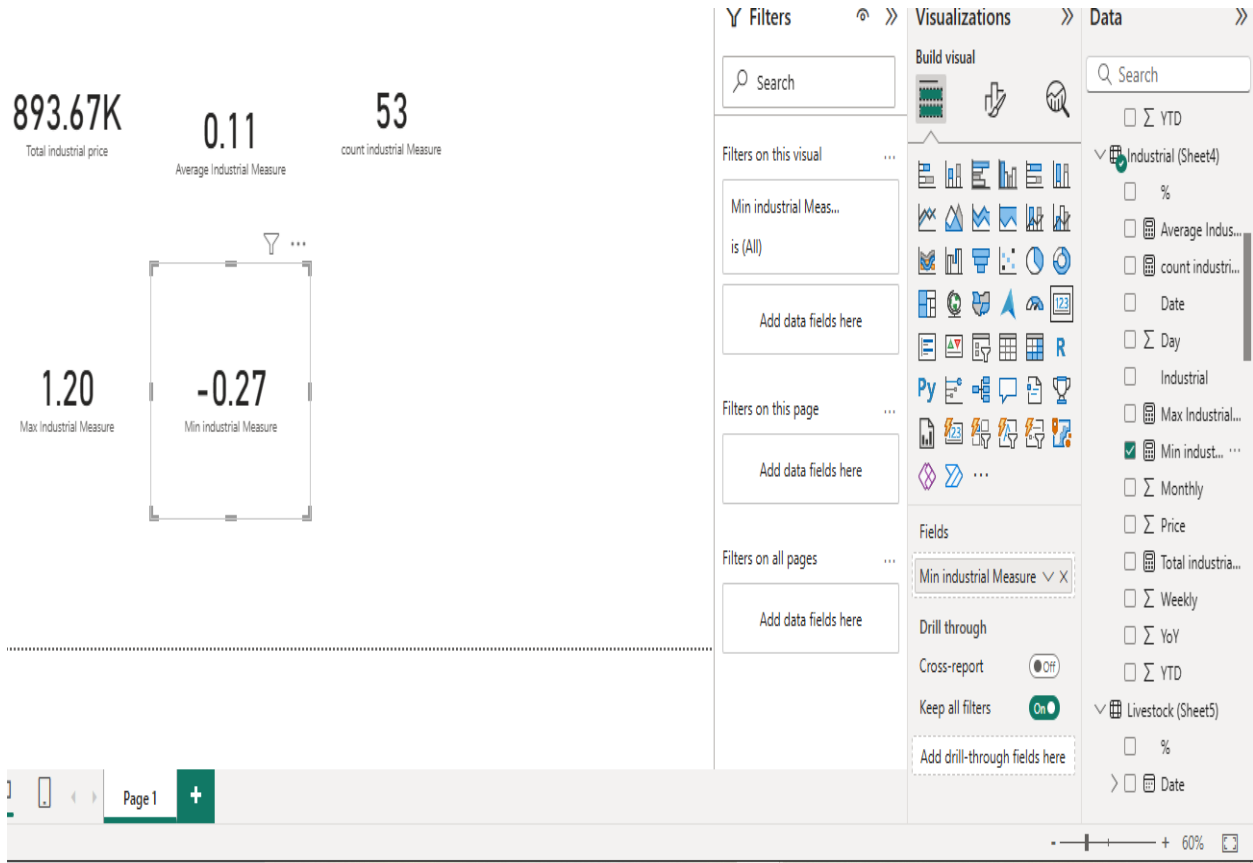 893.67K
Total industrial price
0.11
Average Industrial Measure
53
count industrial Measure
1.20
Max Industrial Measure
-0.27
Min industrial Measure
Page 1
+
Filters
Search
Filters on this visual
Min industrial Meas...
is (All)
Add data fields here
Filters on this page
Add data fields here
Filters on all pages
Add data fields here
Visualizations
Build visual
123
R
Py
123
Fields
Min industrial Measure
Drill through
Cross-report
Off
Keep all filters
On
Add drill-through fields here
Data
Search
Σ YTD
Industrial (Sheet4)
%
Average Indus...
count industri...
Date
Σ Day
Industrial
Max Industrial...
Min indust...
Σ Monthly
Σ Price
Total industria...
Σ Weekly
Σ YoY
Σ YTD
Livestock (Sheet5)
%
Date
- + 60%